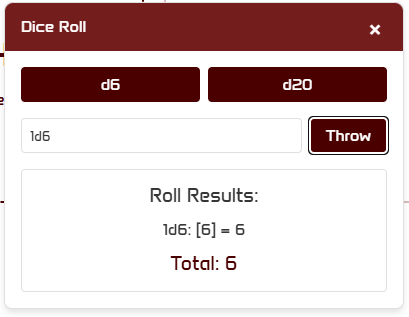 Dice Roll
×
d6
d20
1d6
Throw
Roll Results:
1d6: [6] = 6
Total: 6